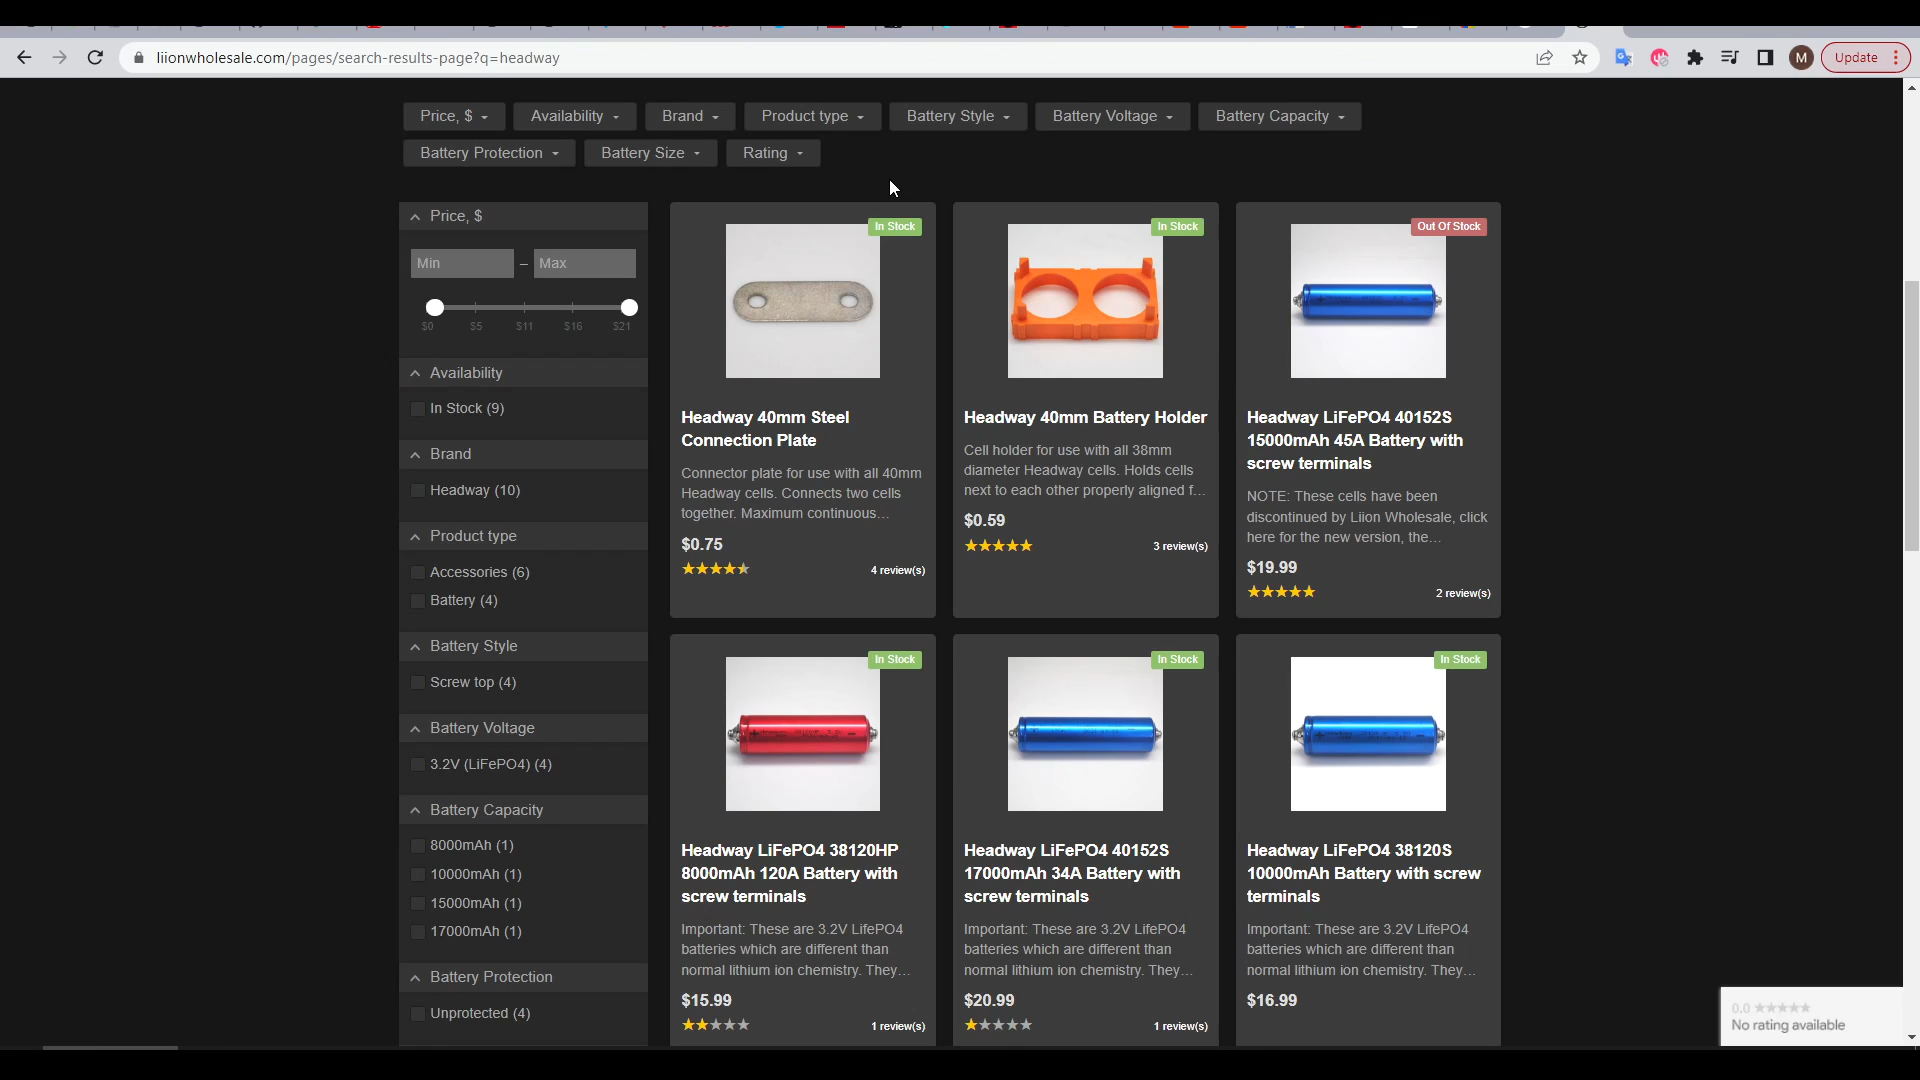 liionwholesale.com/pages/search-results-page?q=headway
M
Update
Price, $
Availability
Brand
Product type
Battery Style
Battery Voltage
Battery Capacity
Battery Protection
Battery Size
Rating
Price, $
Min
–
Max
$0
$5
$11
$16
$21
Availability
In Stock (9)
Brand
Headway (10)
Product type
Accessories (6)
Battery (4)
Battery Style
Screw top (4)
Battery Voltage
3.2V (LiFePO4) (4)
Battery Capacity
8000mAh (1)
10000mAh (1)
15000mAh (1)
17000mAh (1)
Battery Protection
Unprotected (4)
In Stock
Headway 40mm Steel
Connection Plate
Connector plate for use with all 40mm
Headway cells. Connects two cells
together. Maximum continuous...
$0.75
4 review(s)
In Stock
Headway 40mm Battery Holder
Cell holder for use with all 38mm
diameter Headway cells. Holds cells
next to each other properly aligned f...
$0.59
3 review(s)
Out Of Stock
Headway LiFePO4 40152S
15000mAh 45A Battery with
screw terminals
NOTE: These cells have been
discontinued by Liion Wholesale, click
here for the new version, the...
$19.99
2 review(s)
In Stock
Headway LiFePO4 38120HP
8000mAh 120A Battery with
screw terminals
Important: These are 3.2V LifePO4
batteries which are different than
normal lithium ion chemistry. They...
$15.99
1 review(s)
In Stock
Headway LiFePO4 40152S
17000mAh 34A Battery with
screw terminals
Important: These are 3.2V LifePO4
batteries which are different than
normal lithium ion chemistry. They...
$20.99
1 review(s)
In Stock
Headway LiFePO4 38120S
10000mAh Battery with screw
terminals
Important: These are 3.2V LifePO4
batteries which are different than
normal lithium ion chemistry. They...
$16.99
0.0
No rating available